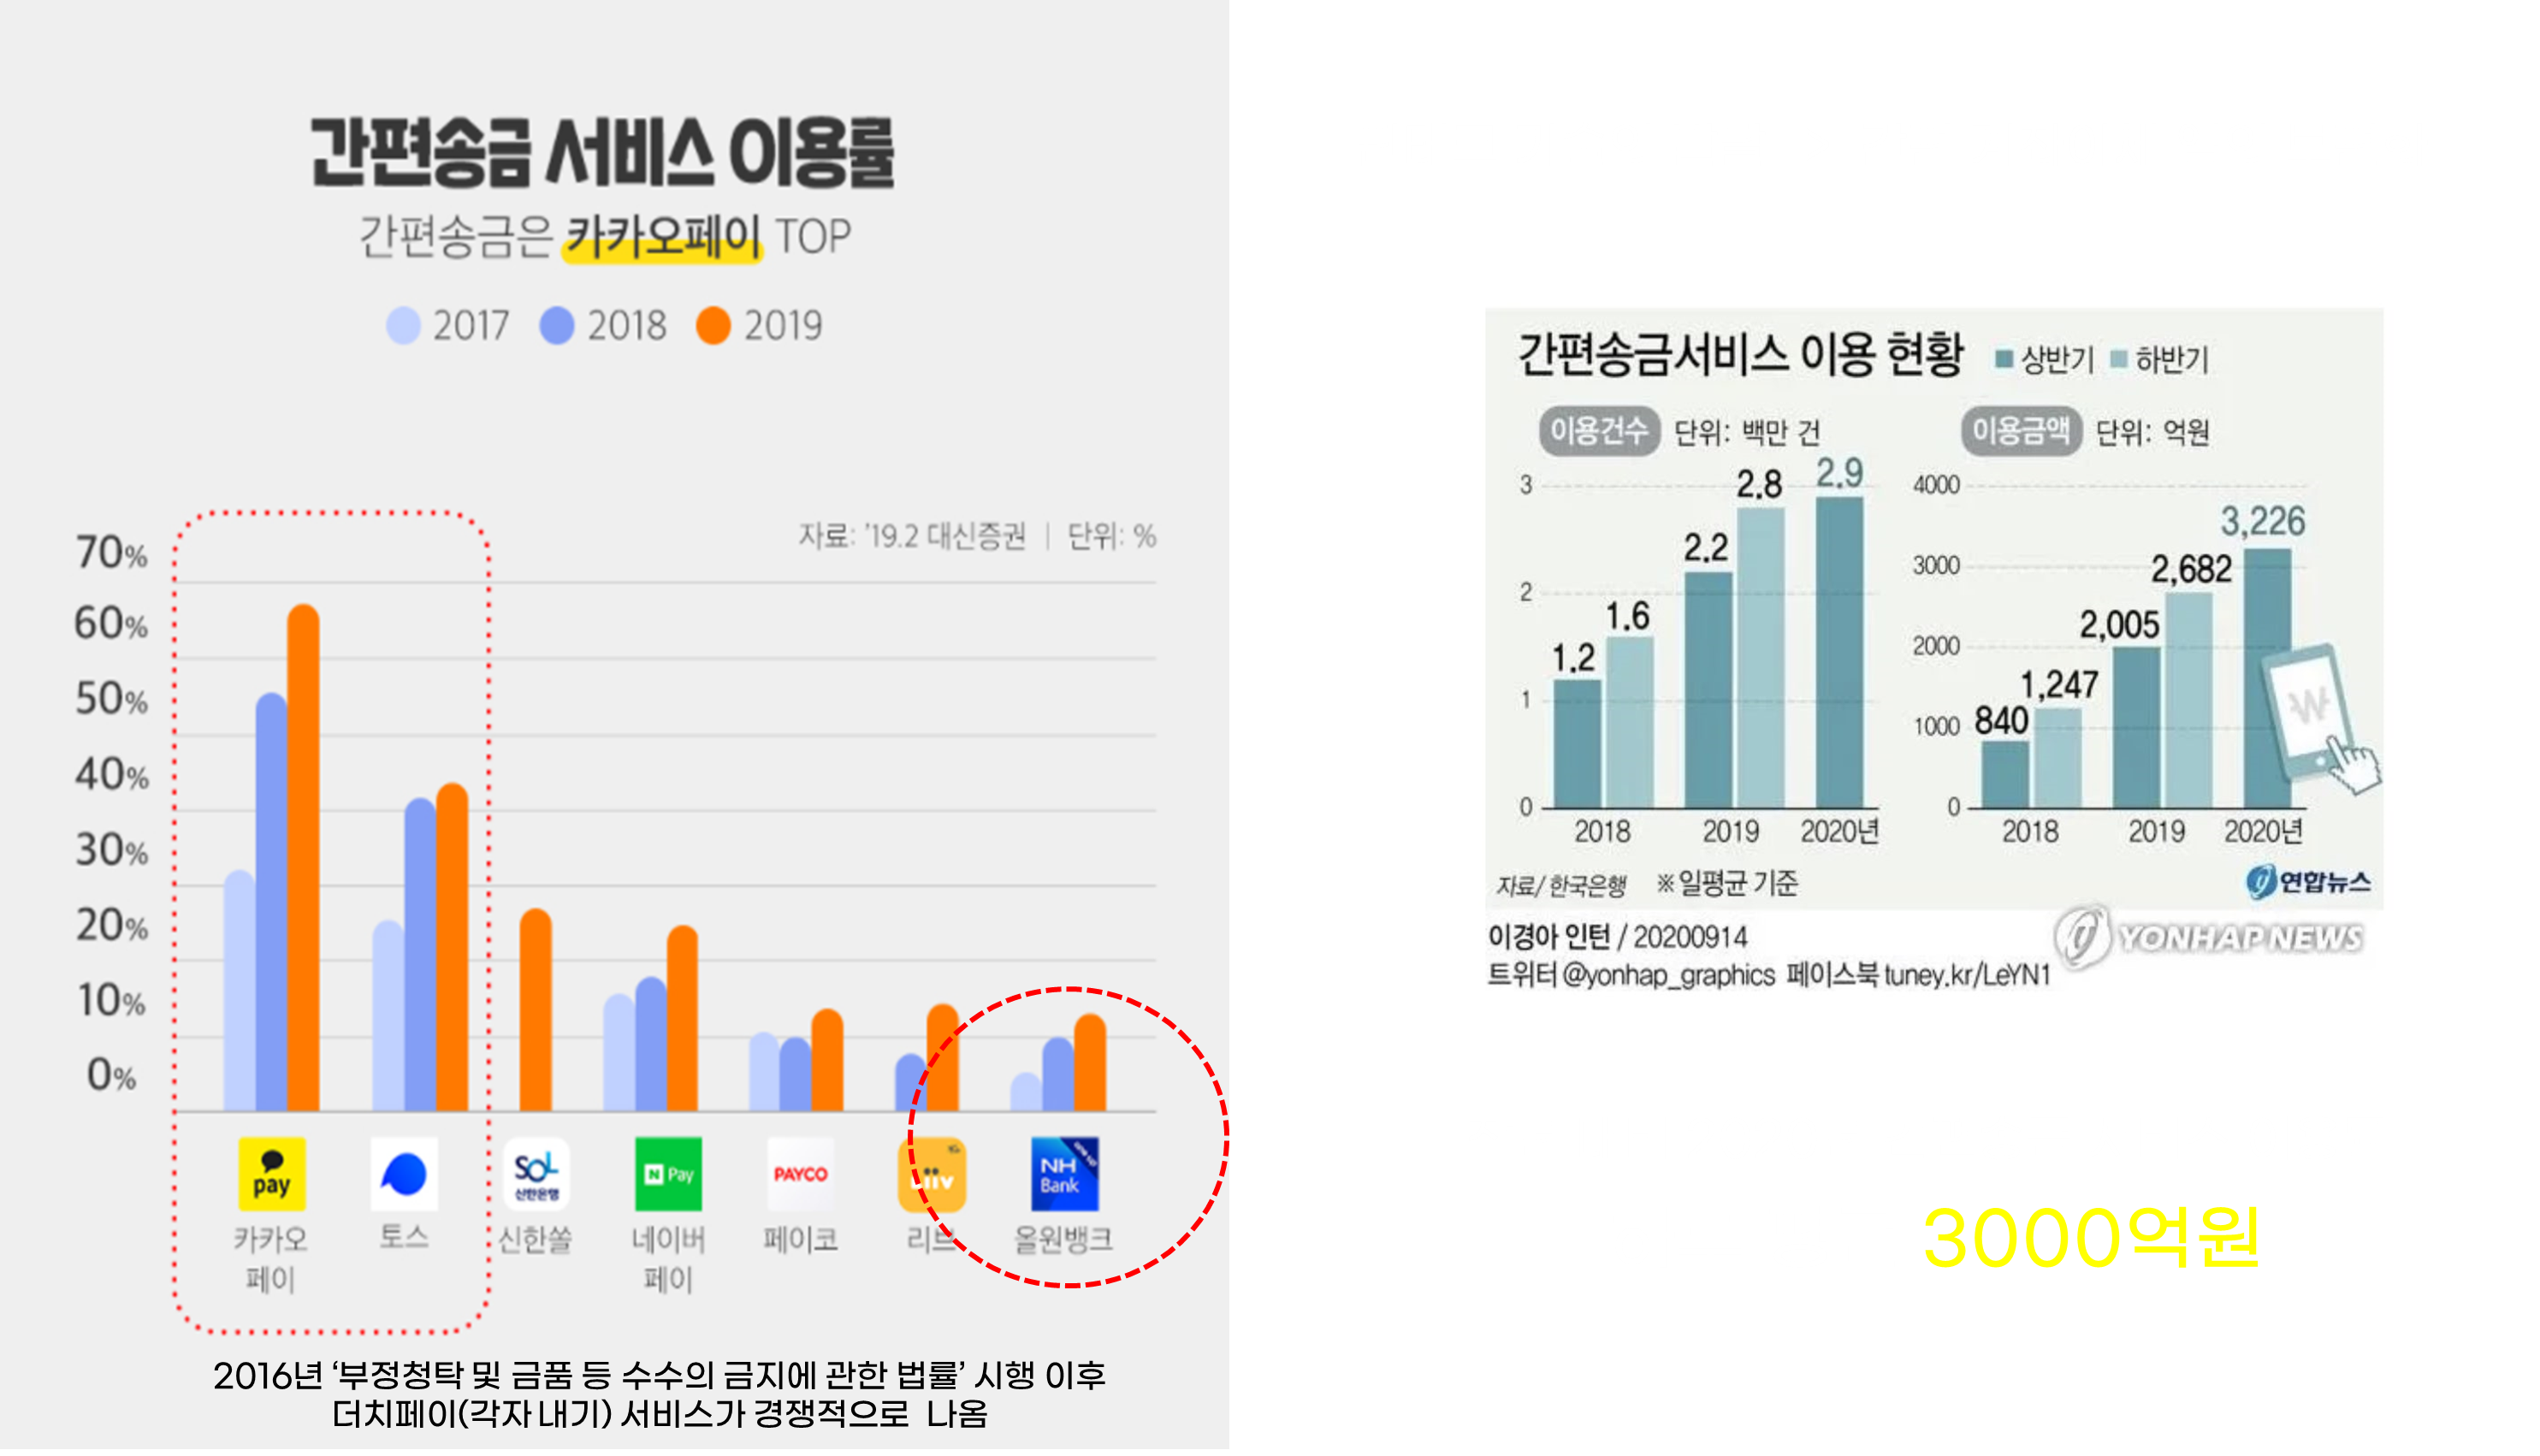 간편송금 서비스 이용률
간편송금은 카카오페이 TOP
2017 2018 2019
자료: '19.2 대신증권 | 단위: %
70%
60%
50%
40%
30%
20%
10%
0%
pay
SOL
신한은행
N Pay
PAYCO
Liiv
NH
Bank
카카오
페이
토스
신한쏠
네이버
페이
페이코
리브
올원뱅크
2016년 ‘부정청탁 및 금품 등 수수의 금지에 관한 법률’ 시행 이후
더치페이(각자 내기) 서비스가 경쟁적으로 나옴
간편송금서비스 이용 현황 상반기 하반기
이용건수 단위: 백만 건
3
2
1
0
1.2
1.6
2.2
2.8
2.9
2018 2019 2020년
이용금액 단위: 억원
4000
3000
2000
1000
0
840
1,247
2,005
2,682
3,226
2018 2019 2020년
₩
자료/한국은행 ※일평균 기준
연합뉴스
YONHAP NEWS
이경아 인턴 / 20200914
트위터 @yonhap_graphics 페이스북 tuney.kr/LeYN1
3000억원